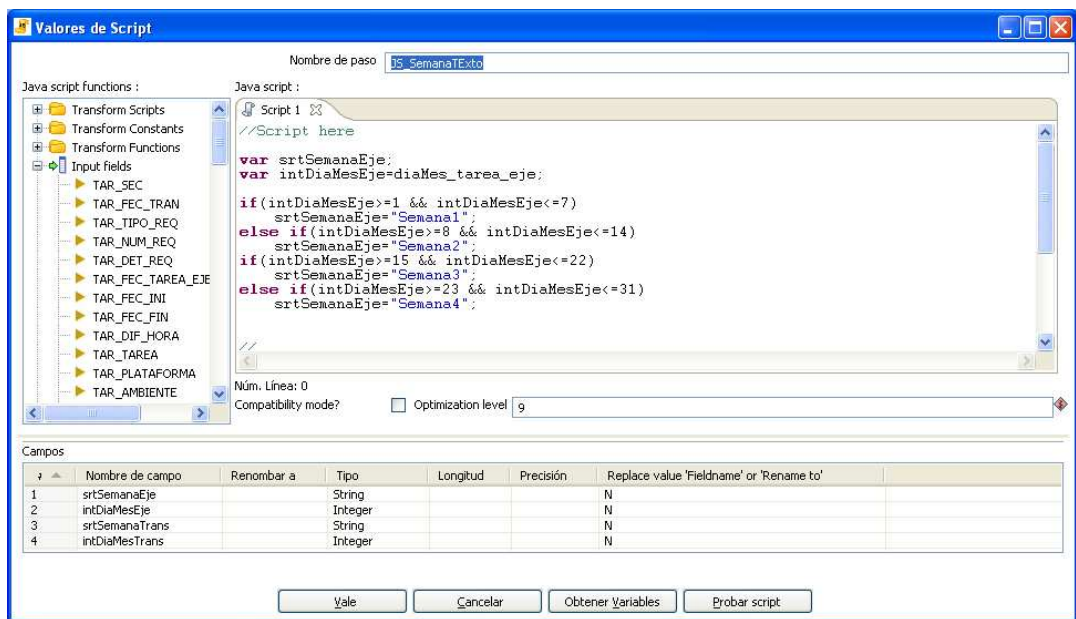 Valores de Script
Nombre de paso JS_SemanaTExto
Java script functions :
Java script :
Transform Scripts
Transform Constants
Transform Functions
Input fields
TAR_SEC
TAR_FEC_TRAN
TAR_TIPO_REQ
TAR_NUM_REQ
TAR_DET_REQ
TAR_FEC_TAREA_EJE
TAR_FEC_INI
TAR_FEC_FIN
TAR_DIF_HORA
TAR_TAREA
TAR_PLATAFORMA
TAR_AMBIENTE
Script 1
//Script here
var srtSemanaEje;
var intDiaMesEje=diaMes_tarea_eje;
if(intDiaMesEje>=1 && intDiaMesEje<=7)
srtSemanaEje="Semana1";
else if(intDiaMesEje>=8 && intDiaMesEje<=14)
srtSemanaEje="Semana2";
if(intDiaMesEje>=15 && intDiaMesEje<=22)
srtSemanaEje="Semana3";
else if(intDiaMesEje>=23 && intDiaMesEje<=31)
srtSemanaEje="Semana4";
//
Núm. Línea: 0
Compatibility mode? Optimization level 9
Campos
Nombre de campo Renombar a Tipo Longitud Precisión Replace value 'Fieldname' or 'Rename to'
1 srtSemanaEje String N
2 intDiaMesEje Integer N
3 srtSemanaTrans String N
4 intDiaMesTrans Integer N
Vale Cancelar Obtener Variables Probar script